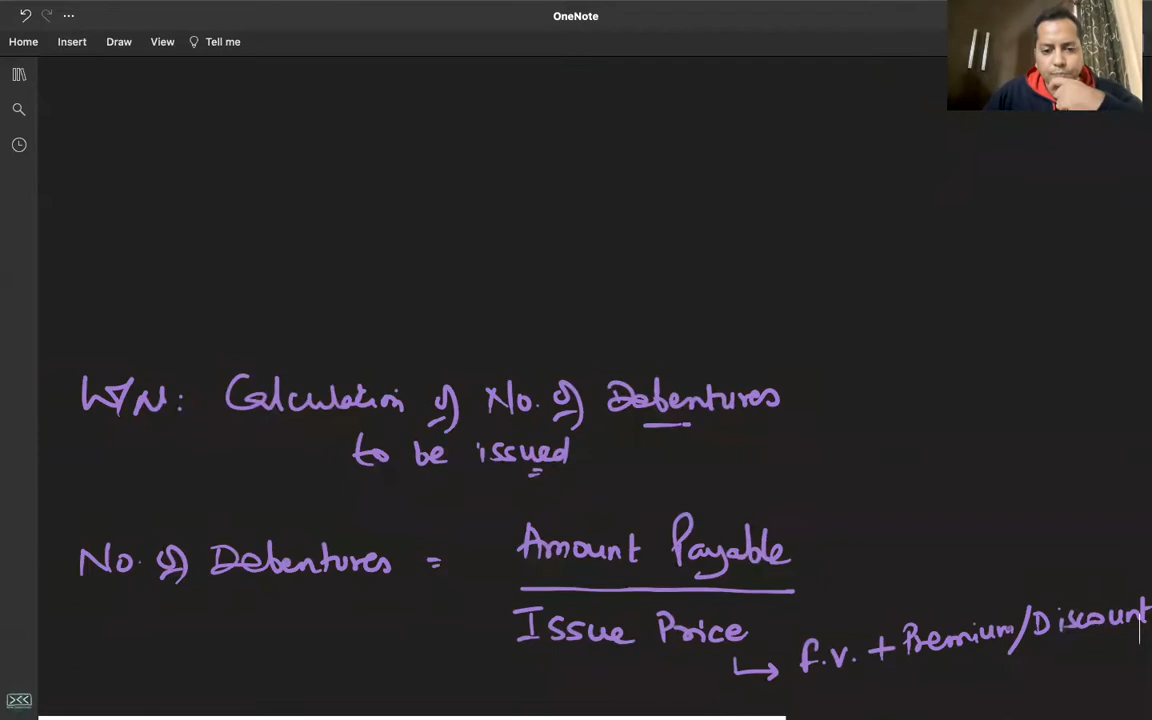 OneNote
Home Insert Draw View Tell me
W/N: Calculation of No. of Debentures
to be issued
No. of Debentures = Amount Payable
Issue Price
f.v. + Premium/Discount